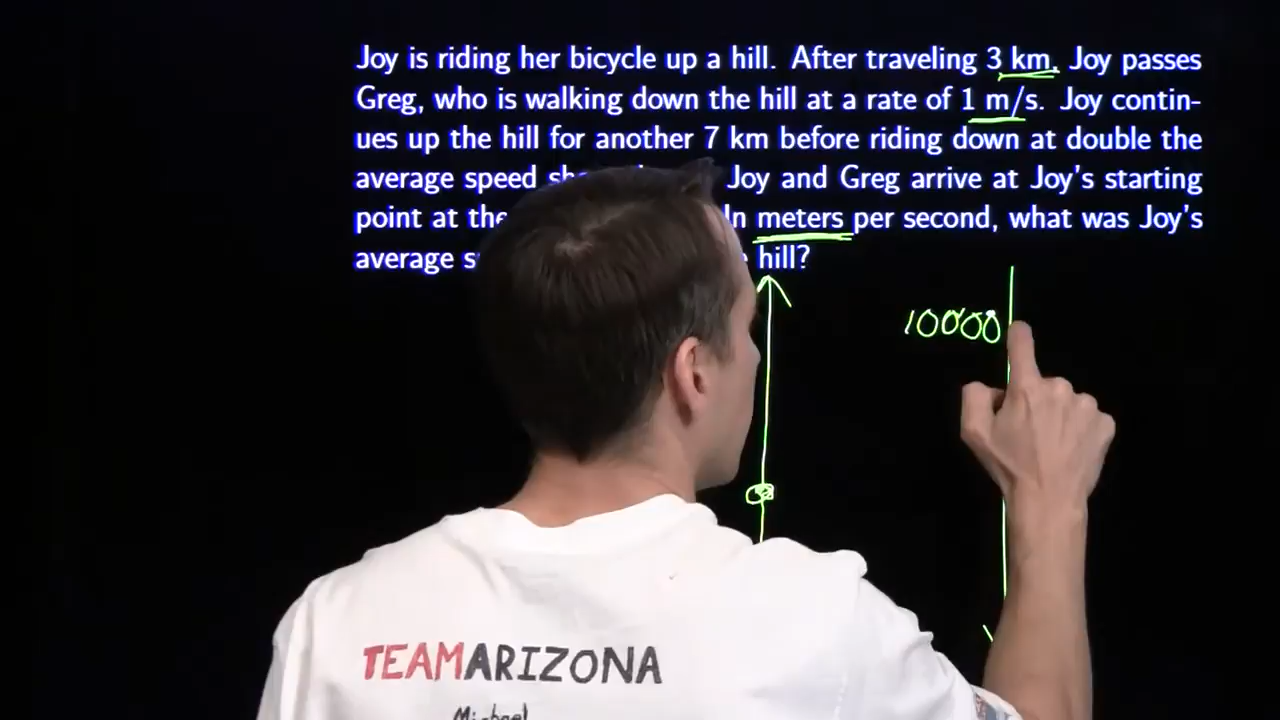 Joy is riding her bicycle up a hill. After traveling 3 km, Joy passes
Greg, who is walking down the hill at a rate of 1 m/s. Joy contin-
ues up the hill for another 7 km before riding down at double the
average speed Joy and Greg arrive at Joy's starting
point at the In meters per second, what was Joy's
average hill?
10000
TEAMARIZONA
Michael